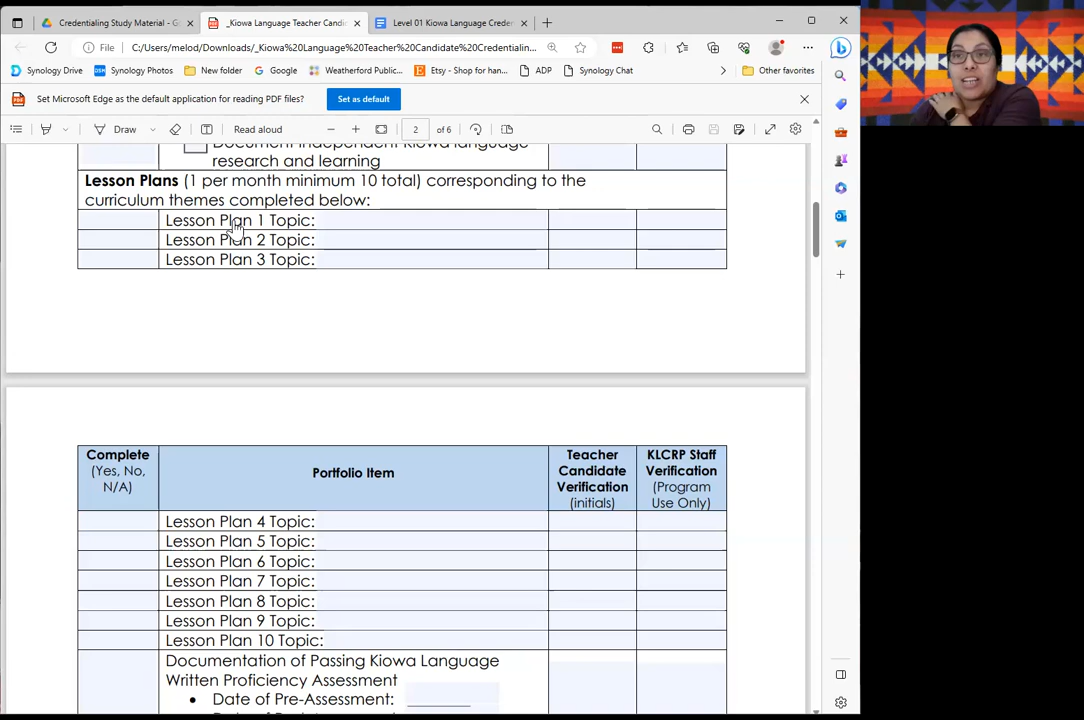 Credentialing Study Material - G
_Kiowa Language Teacher Candi
Level 01 Kiowa Language Creder
File
C:/Users/melod/Downloads/_Kiowa%20Language%20Teacher%20Candidate%20Credentialin...
Synology Drive
Synology Photos
New folder
Google
Weatherford Public...
Etsy - Shop for han...
ADP
Synology Chat
Other favorites
Set Microsoft Edge as the default application for reading PDF files?
Set as default
Draw
Read aloud
2
of 6
Document independent Kiowa language
research and learning
Lesson Plans (1 per month minimum 10 total) corresponding to the
curriculum themes completed below:
Lesson Plan 1 Topic:
Lesson Plan 2 Topic:
Lesson Plan 3 Topic:
Complete
(Yes, No,
N/A)
Portfolio Item
Teacher
Candidate
Verification
(initials)
KLCRP Staff
Verification
(Program
Use Only)
Lesson Plan 4 Topic:
Lesson Plan 5 Topic:
Lesson Plan 6 Topic:
Lesson Plan 7 Topic:
Lesson Plan 8 Topic:
Lesson Plan 9 Topic:
Lesson Plan 10 Topic:
Documentation of Passing Kiowa Language
Written Proficiency Assessment
• Date of Pre-Assessment: